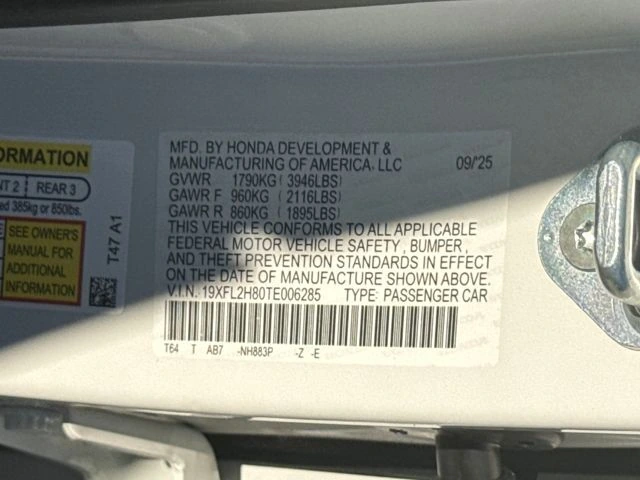 ORMATION
NT 2 REAR 3
ed 385kg or 850lbs.
SEE OWNER'S
MANUAL FOR
ADDITIONAL
INFORMATION
T47 A1
MFD. BY HONDA DEVELOPMENT &
MANUFACTURING OF AMERICA, LLC 09/'25
GVWR 1790KG (3946LBS)
GAWR F 960KG (2116LBS)
GAWR R 860KG (1895LBS)
THIS VEHICLE CONFORMS TO ALL APPLICABLE
FEDERAL MOTOR VEHICLE SAFETY, BUMPER,
AND THEFT PREVENTION STANDARDS IN EFFECT
ON THE DATE OF MANUFACTURE SHOWN ABOVE.
V.I.N. 19XFL2H80TE006285 TYPE: PASSENGER CAR
T64 T AB7 -NH883P -Z -E